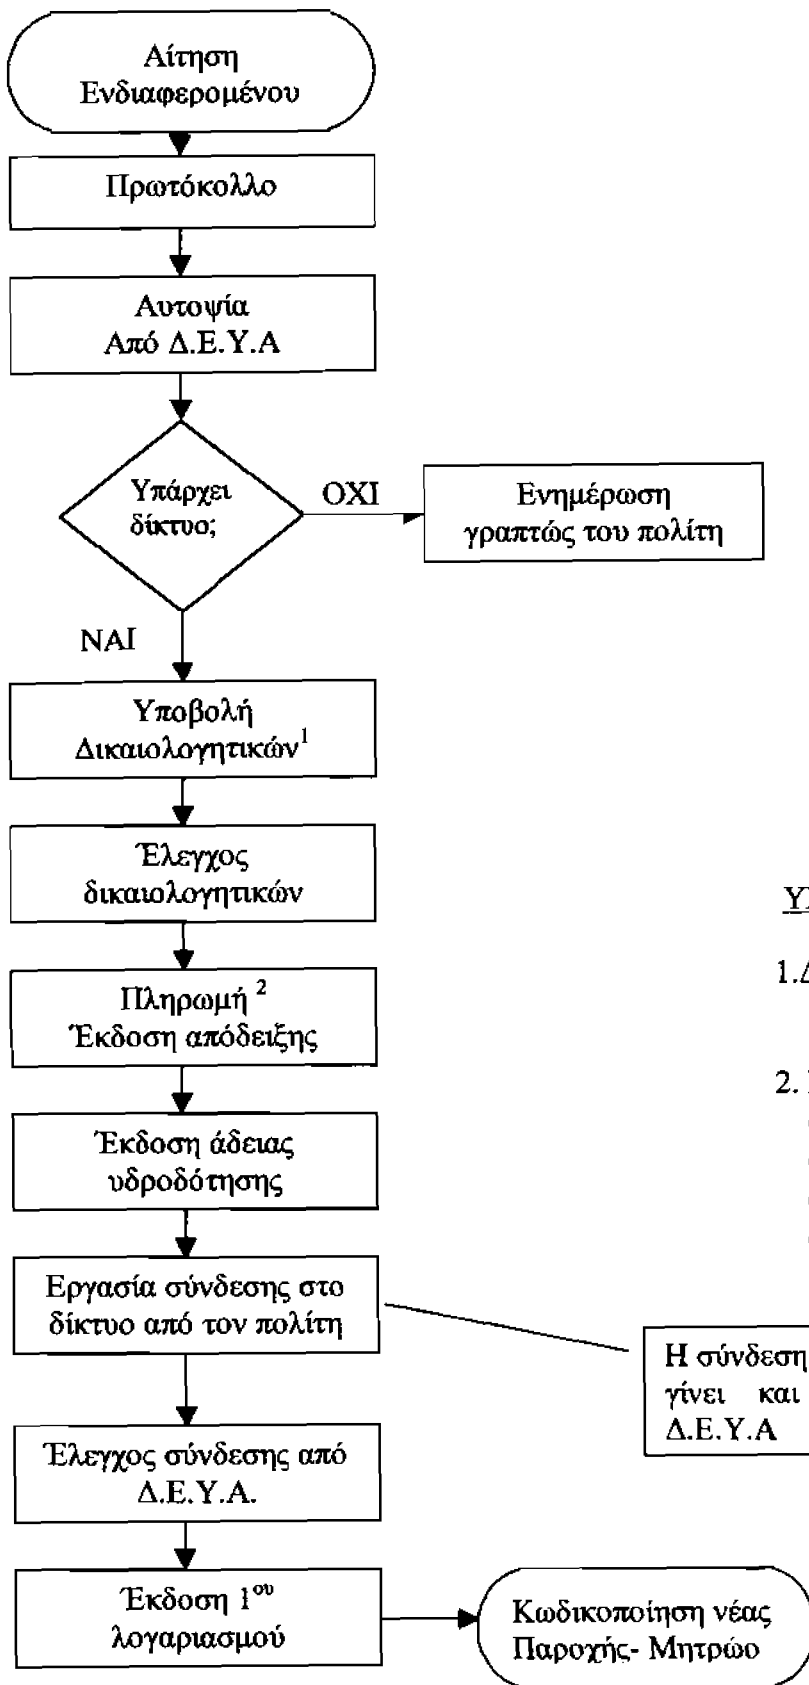 Αίτηση
Ενδιαφερομένου
Πρωτόκολλο
Αυτοψία
Από Δ.Ε.Υ.Α
Υπάρχει
δίκτυο;
ΟΧΙ
Ενημέρωση
γραπτώς του πολίτη
ΝΑΙ
Υποβολή
Δικαιολογητικών¹
Έλεγχος
δικαιολογητικών
Πληρωμή ²
Έκδοση απόδειξης
Έκδοση άδειας
υδροδότησης
Εργασία σύνδεσης στο
δίκτυο από τον πολίτη
Έλεγχος σύνδεσης από
Δ.Ε.Υ.Α.
Έκδοση 1ου
λογαριασμού
Κωδικοποίηση νέας
Παροχής- Μητρώο
1.
2.
Η σύνδεση
γίνει και
Δ.Ε.Υ.Α